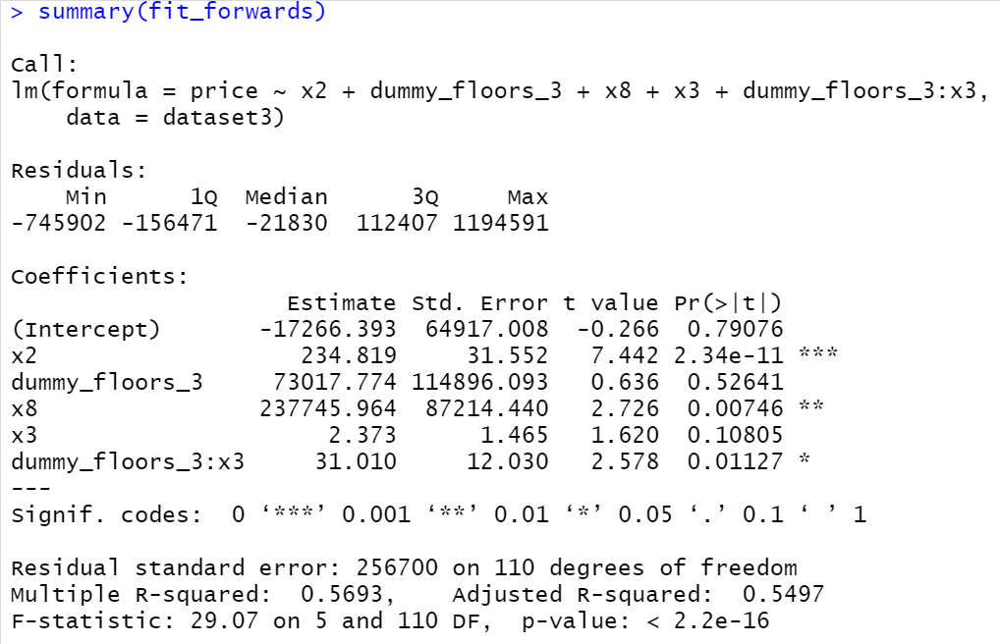 > summary(fit_forwards)
Call:
lm(formula = price ~ x2 + dummy_floors_3 + x8 + x3 + dummy_floors_3:x3,
    data = dataset3)
Residuals:
    Min      1Q  Median      3Q     Max
-745902 -156471  -21830  112407 1194591
Coefficients:
                    Estimate Std. Error t value Pr(>|t|)
(Intercept)       -17266.393  64917.008  -0.266  0.79076
x2                   234.819     31.552   7.442 2.34e-11 ***
dummy_floors_3     73017.774 114896.093   0.636  0.52641
x8                237745.964  87214.440   2.726  0.00746 **
x3                     2.373      1.465   1.620  0.10805
dummy_floors_3:x3     31.010     12.030   2.578  0.01127 *
---
Signif. codes:  0 ‘***’ 0.001 ‘**’ 0.01 ‘*’ 0.05 ‘.’ 0.1 ‘ ’ 1
Residual standard error: 256700 on 110 degrees of freedom
Multiple R-squared:  0.5693,    Adjusted R-squared:  0.5497
F-statistic: 29.07 on 5 and 110 DF,  p-value: < 2.2e-16